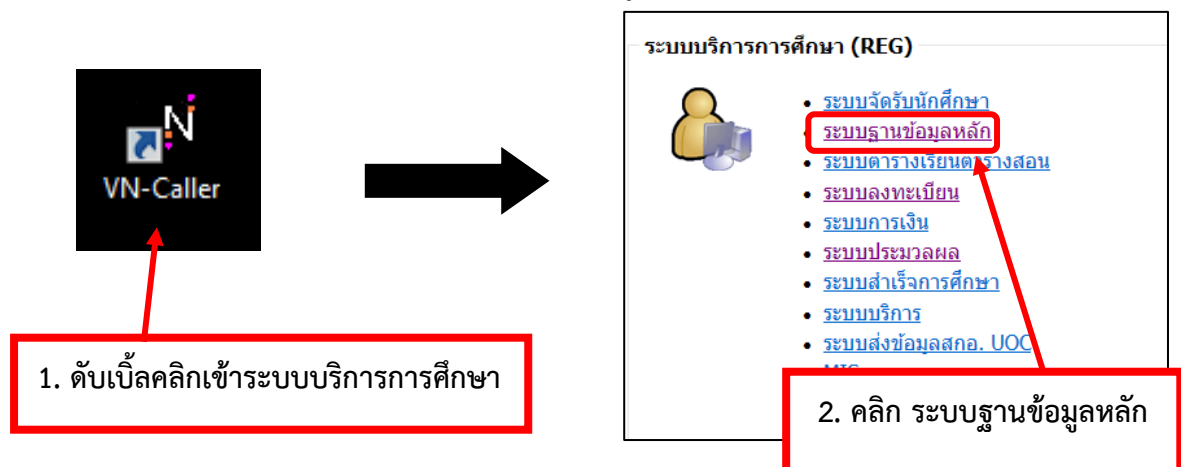 ระบบบริการการศึกษา (REG)
N
VN-Caller
ระบบจัดรับนักศึกษา
ระบบฐานข้อมูลหลัก
ระบบตารางเรียนตารางสอน
ระบบลงทะเบียน
ระบบการเงิน
ระบบประมวลผล
ระบบสำเร็จการศึกษา
ระบบบริการ
ระบบส่งข้อมูลสกอ. UOC
1. ดับเบิ้ลคลิกเข้าระบบบริการการศึกษา
2. คลิก ระบบฐานข้อมูลหลัก